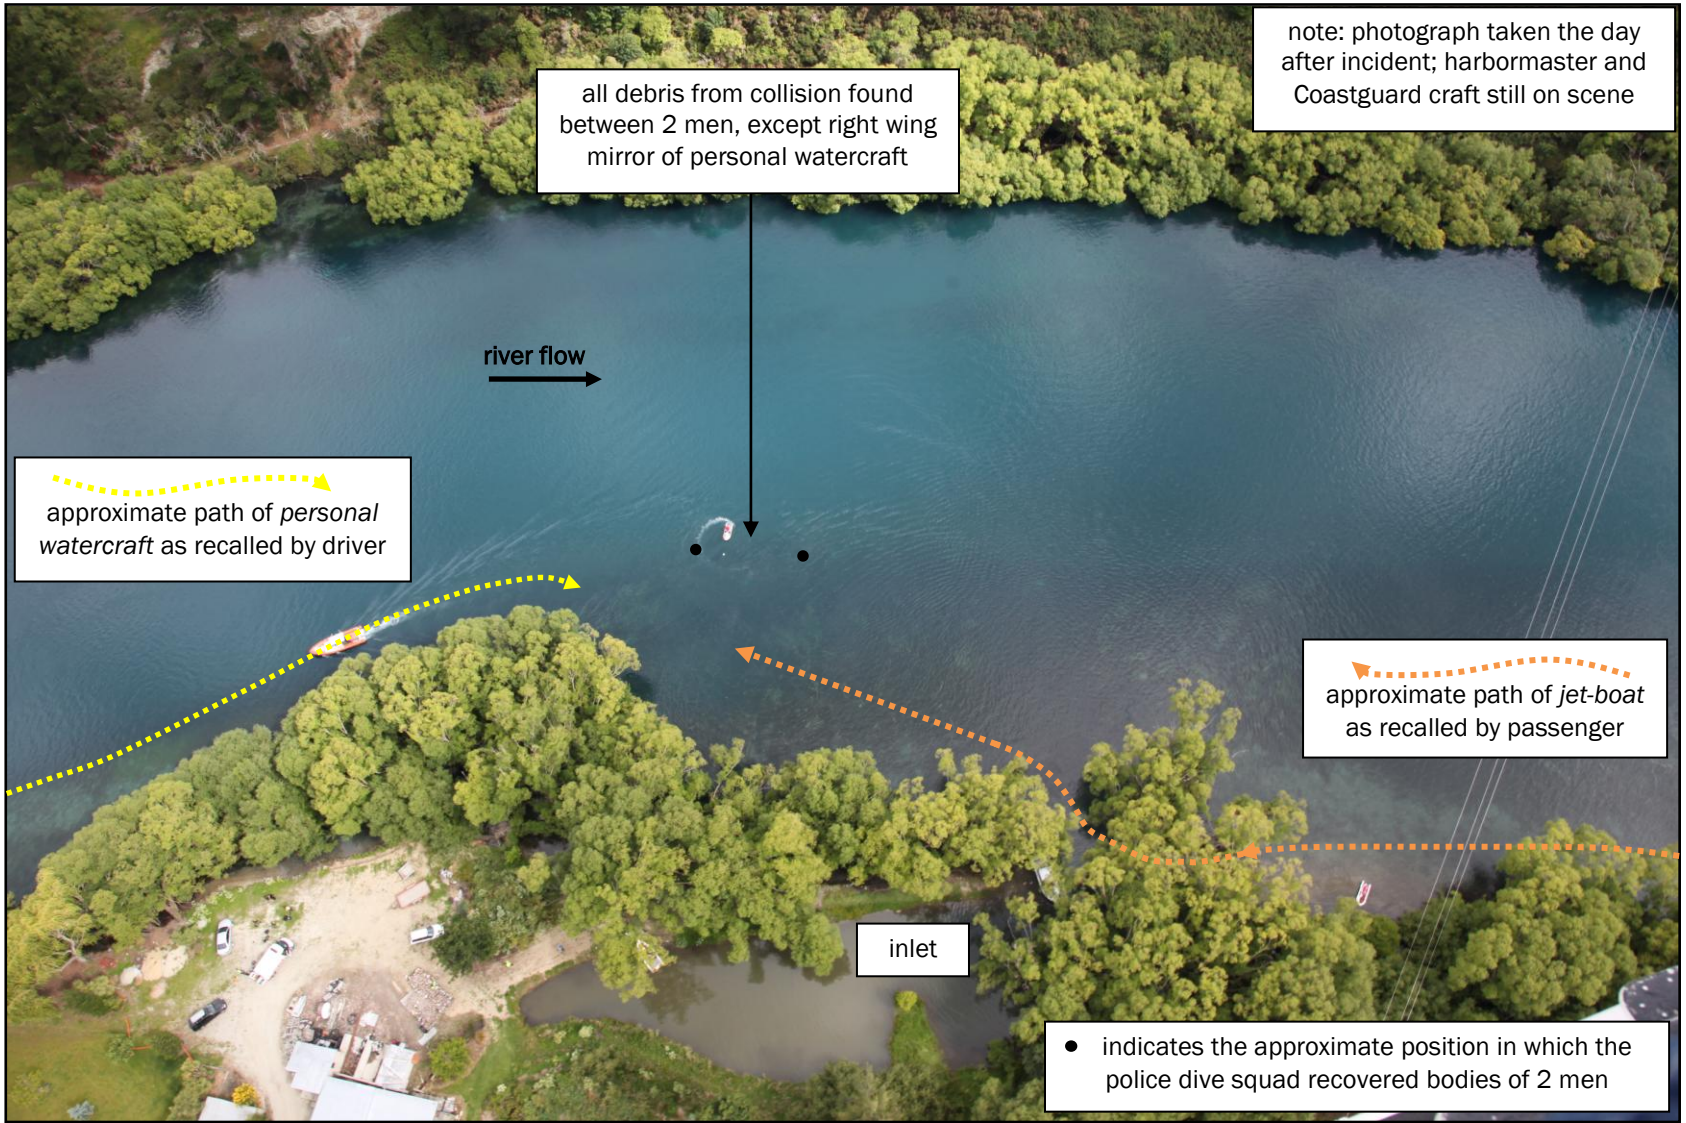 note: photograph taken the day
after incident; harbormaster and
Coastguard craft still on scene
all debris from collision found
between 2 men, except right wing
mirror of personal watercraft
river flow
approximate path of personal
watercraft as recalled by driver
approximate path of jet-boat
as recalled by passenger
inlet
indicates the approximate position in which the
police dive squad recovered bodies of 2 men